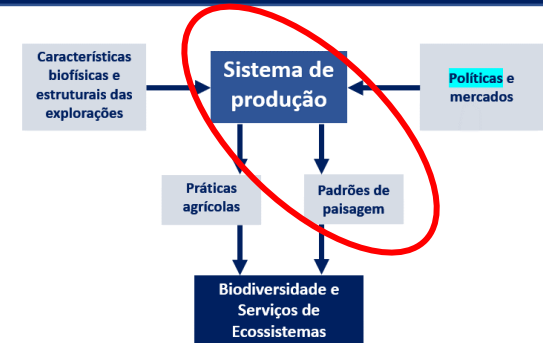 Características
biofísicas e
estruturais das
explorações
Sistema de
produção
Políticas e
mercados
Práticas
agrícolas
Padrões de
paisagem
Biodiversidade e
Serviços de
Ecossistemas